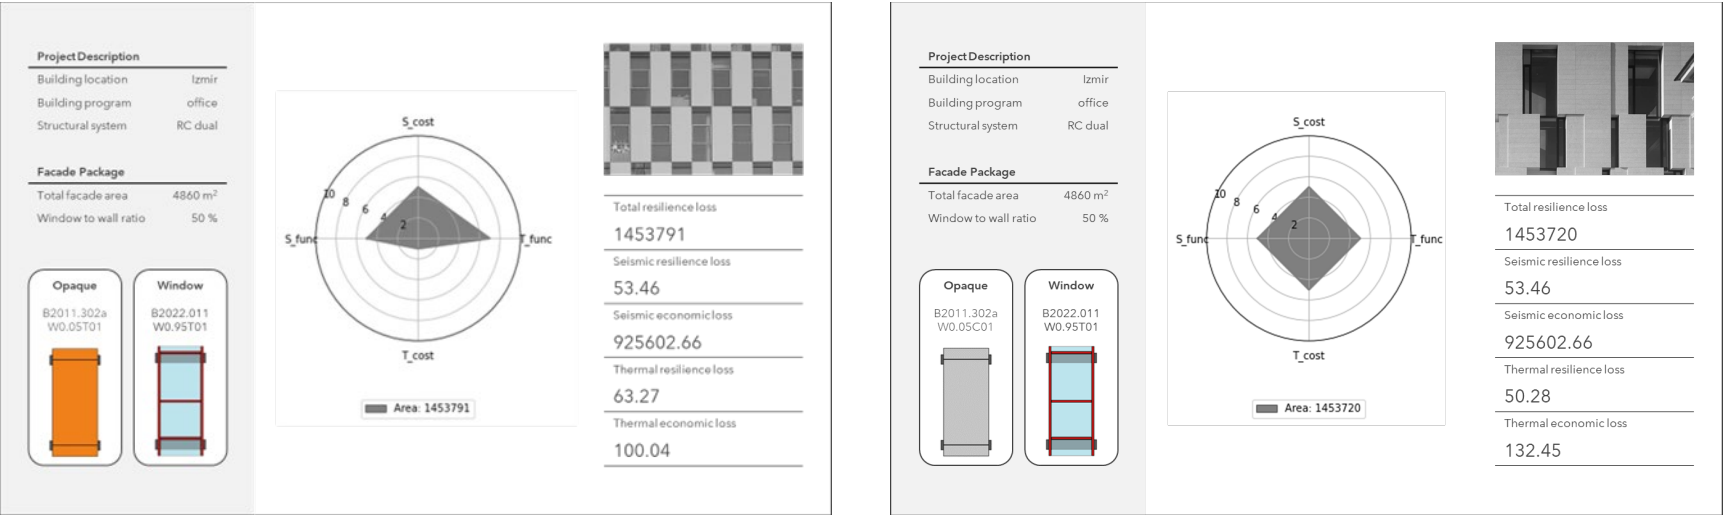 Project Description
Building location Izmir
Building program office
Structural system RC dual
Facade Package
Total facade area 4860 m²
Window to wall ratio 50 %
Opaque
B2011.302a
W0.05T01
Window
B2022.011
W0.95T01
S_cost
10
8
6
4
2
S_func
T_func
T_cost
Area: 1453791
Total resilience loss
1453791
Seismic resilience loss
53.46
Seismic economic loss
925602.66
Thermal resilience loss
63.27
Thermal economic loss
100.04
Project Description
Building location Izmir
Building program office
Structural system RC dual
Facade Package
Total facade area 4860 m²
Window to wall ratio 50 %
Opaque
B2011.302a
W0.05C01
Window
B2022.011
W0.95T01
S_cost
10
8
6
4
2
S_func
T_func
T_cost
Area: 1453720
Total resilience loss
1453720
Seismic resilience loss
53.46
Seismic economic loss
925602.66
Thermal resilience loss
50.28
Thermal economic loss
132.45